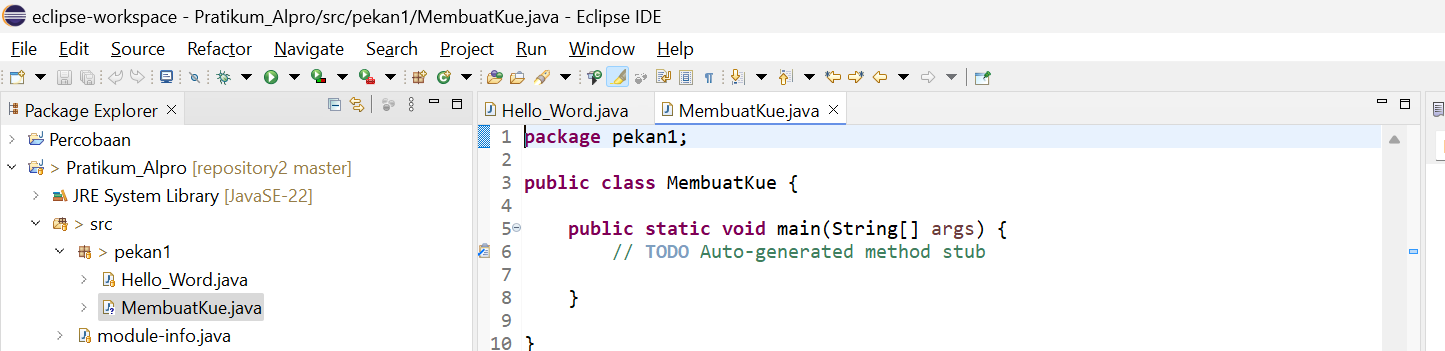 eclipse-workspace - Pratikum_Alpro/src/pekan1/MembuatKue.java - Eclipse IDE
File Edit Source Refactor Navigate Search Project Run Window Help
Package Explorer
Percobaan
> Pratikum_Alpro [repository2 master]
JRE System Library [JavaSE-22]
> src
> pekan1
> Hello_Word.java
MembuatKue.java
module-info.java
Hello_Word.java MembuatKue.java
1 package pekan1;
2
3 public class MembuatKue {
4
5 public static void main(String[] args) {
6 // TODO Auto-generated method stub
7
8 }
9
10 }